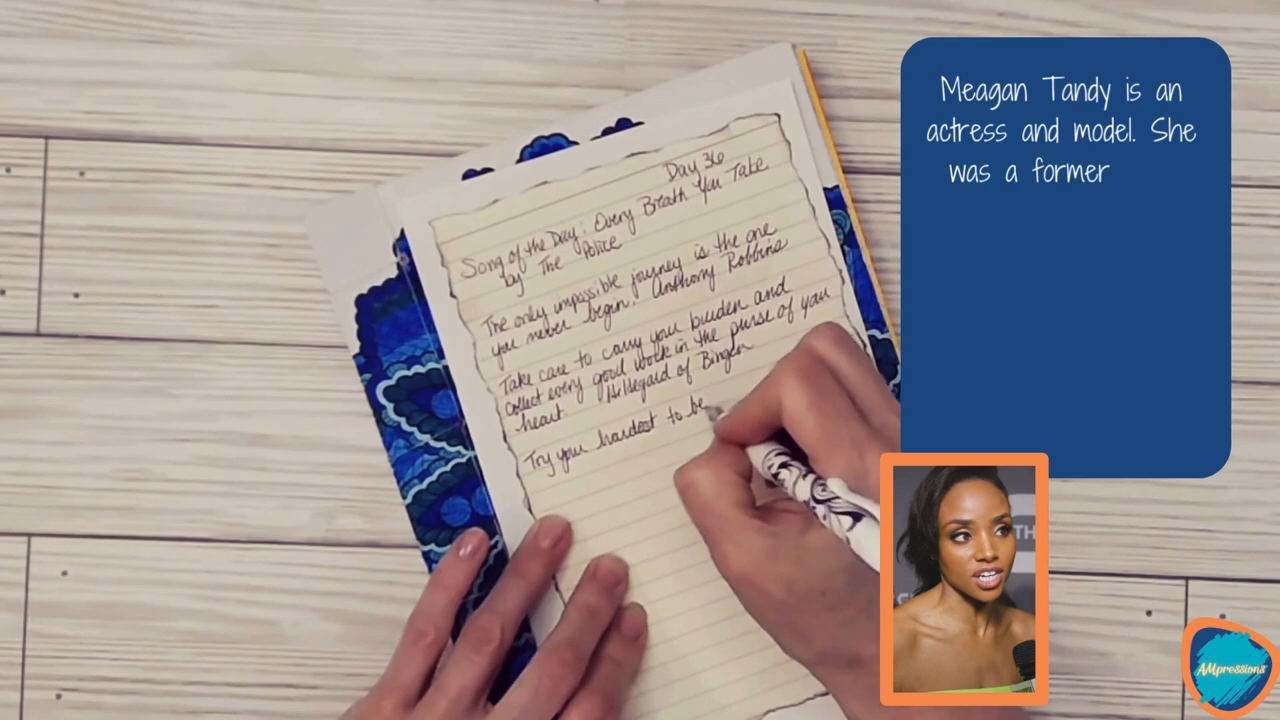 Day 36
Song of the Day: Every Breath You Take
by The Police
The only impossible journey is the one
you never begin. Anthony Robbins
Take care to carry your burden and
collect every good work in the purse of your
heart. Hildegard of Bingen
Try your hardest to be
Meagan Tandy is an
actress and model. She
was a former
TH
AMpressions